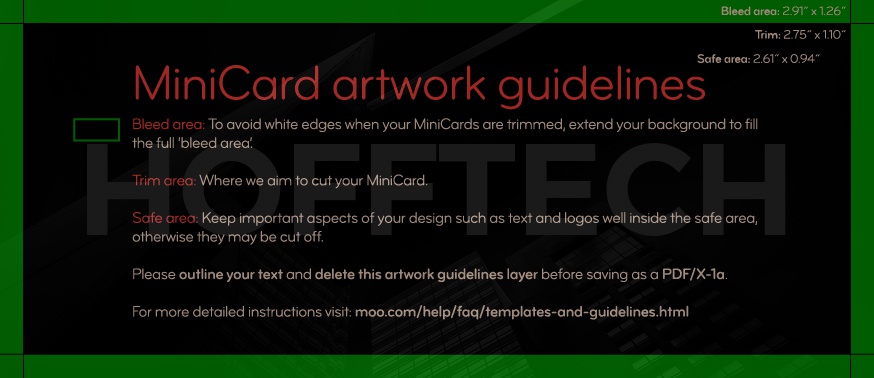 Bleed area: 2.91” x 1.26”
Trim: 2.75” x 1.10”
Safe area: 2.61” x 0.94”
MiniCard artwork guidelines
Bleed area: To avoid white edges when your MiniCards are trimmed, extend your background to fill
the full ‘bleed area’.
HOFFTECH
Trim area: Where we aim to cut your MiniCard.
Safe area: Keep important aspects of your design such as text and logos well inside the safe area,
otherwise they may be cut off.
Please outline your text and delete this artwork guidelines layer before saving as a PDF/X-1a.
For more detailed instructions visit: moo.com/help/faq/templates-and-guidelines.html